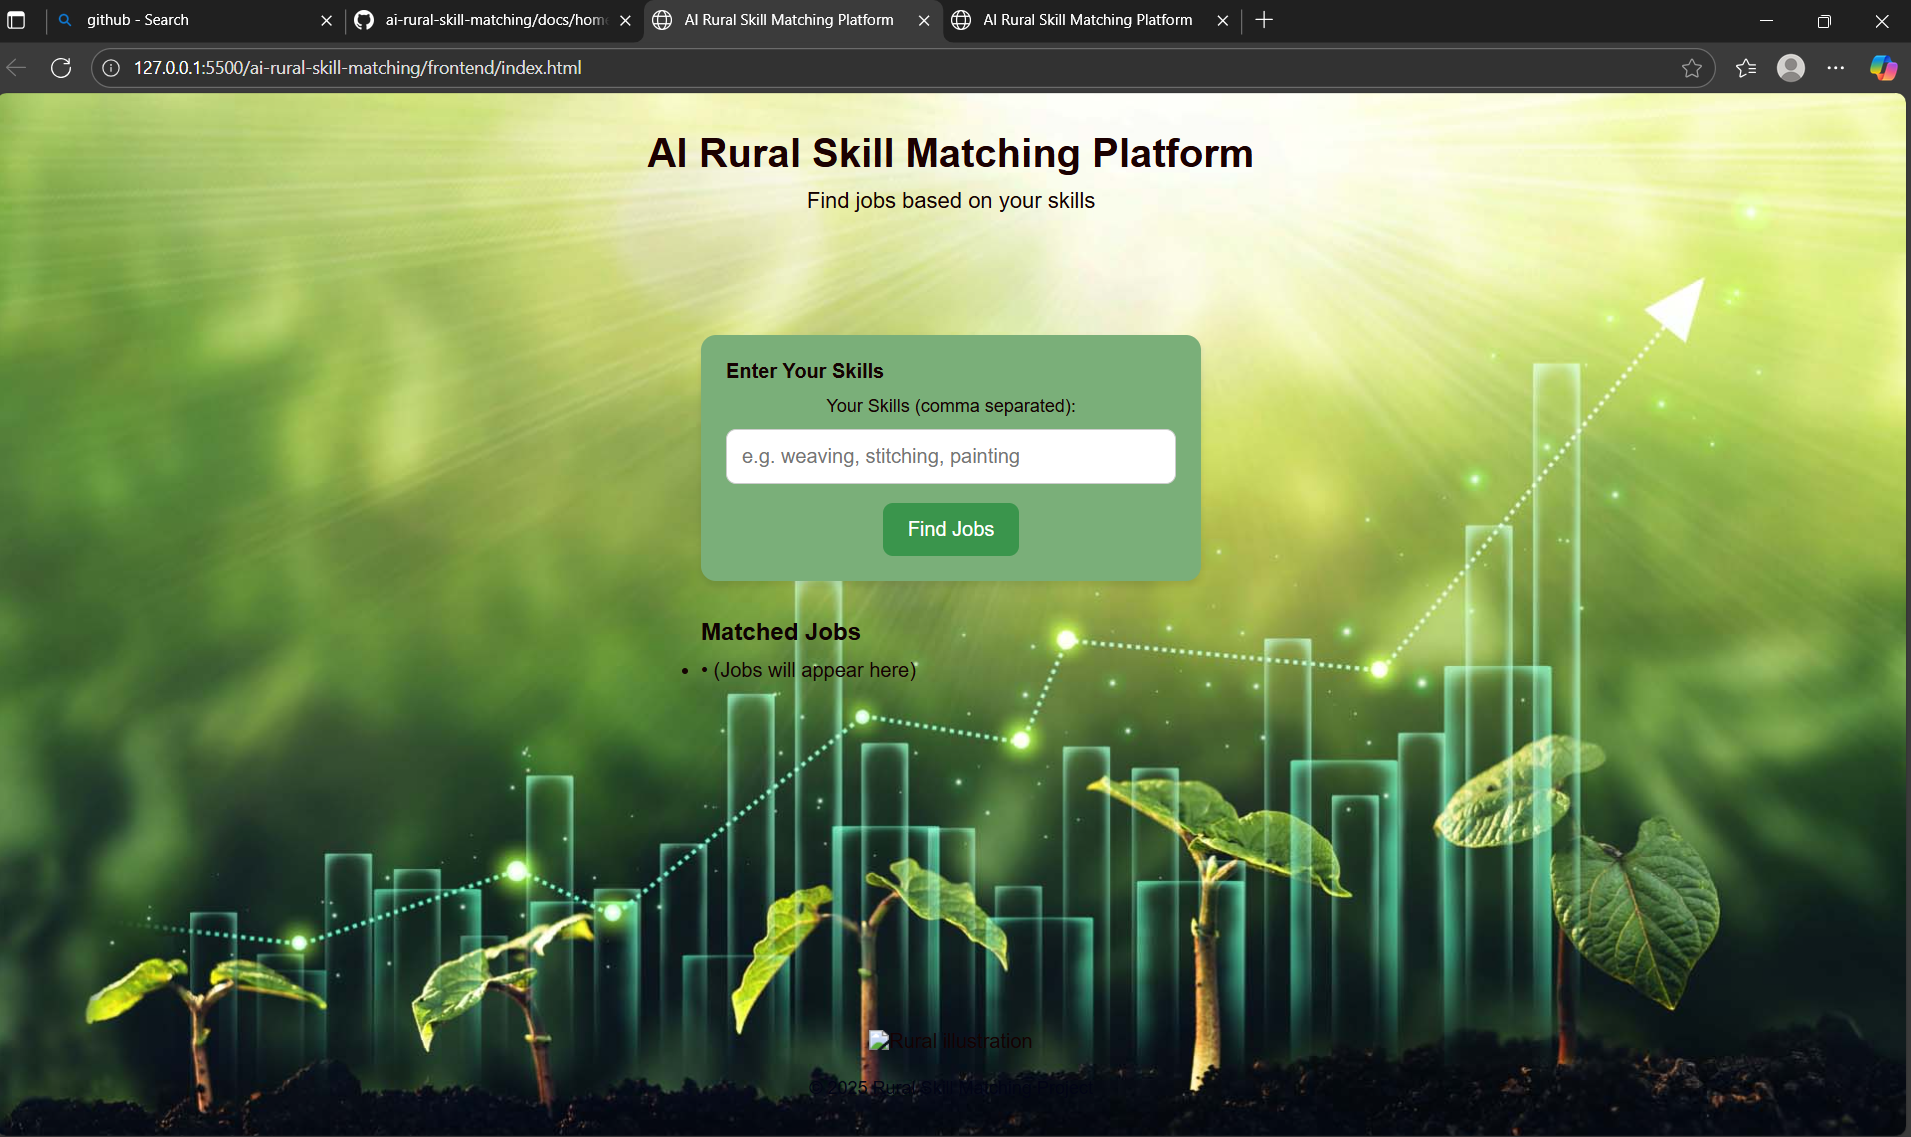 github - Search
ai-rural-skill-matching/docs/hom
AI Rural Skill Matching Platform
AI Rural Skill Matching Platform
127.0.0.1:5500/ai-rural-skill-matching/frontend/index.html
AI Rural Skill Matching Platform
Find jobs based on your skills
Enter Your Skills
Your Skills (comma separated):
e.g. weaving, stitching, painting
Find Jobs
Matched Jobs
• • (Jobs will appear here)
Rural illustration
© 2025 Rural Skill Matching Project